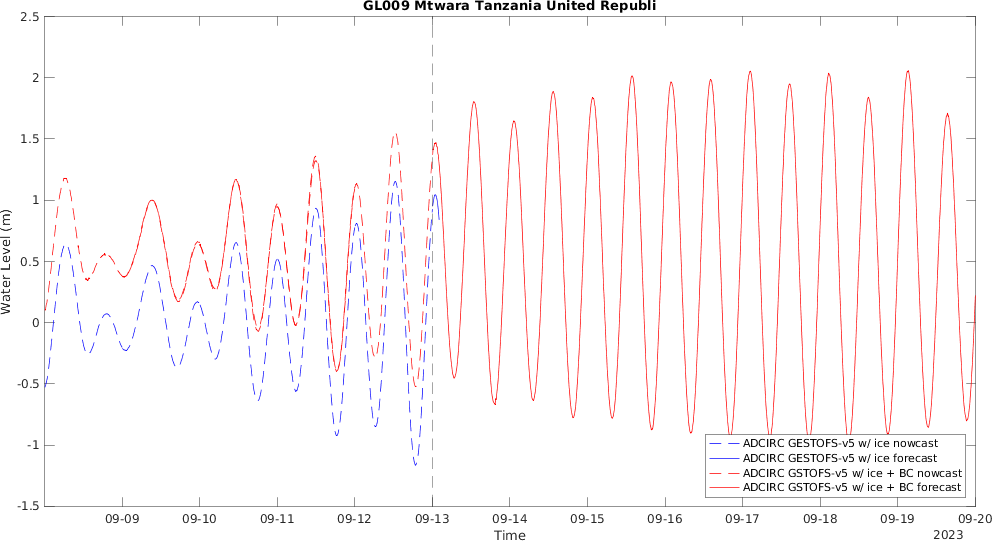 GL009 Mtwara Tanzania United Republi
2.5
2
1.5
1
0.5
0
-0.5
-1
-1.5
Water Level (m)
ADCIRC GESTOFS-v5 w/ ice nowcast
ADCIRC GESTOFS-v5 w/ ice forecast
ADCIRC GSTOFS-v5 w/ ice + BC nowcast
ADCIRC GSTOFS-v5 w/ ice + BC forecast
09-09 09-10 09-11 09-12 09-13 09-14 09-15 09-16 09-17 09-18 09-19 09-20
Time
2023